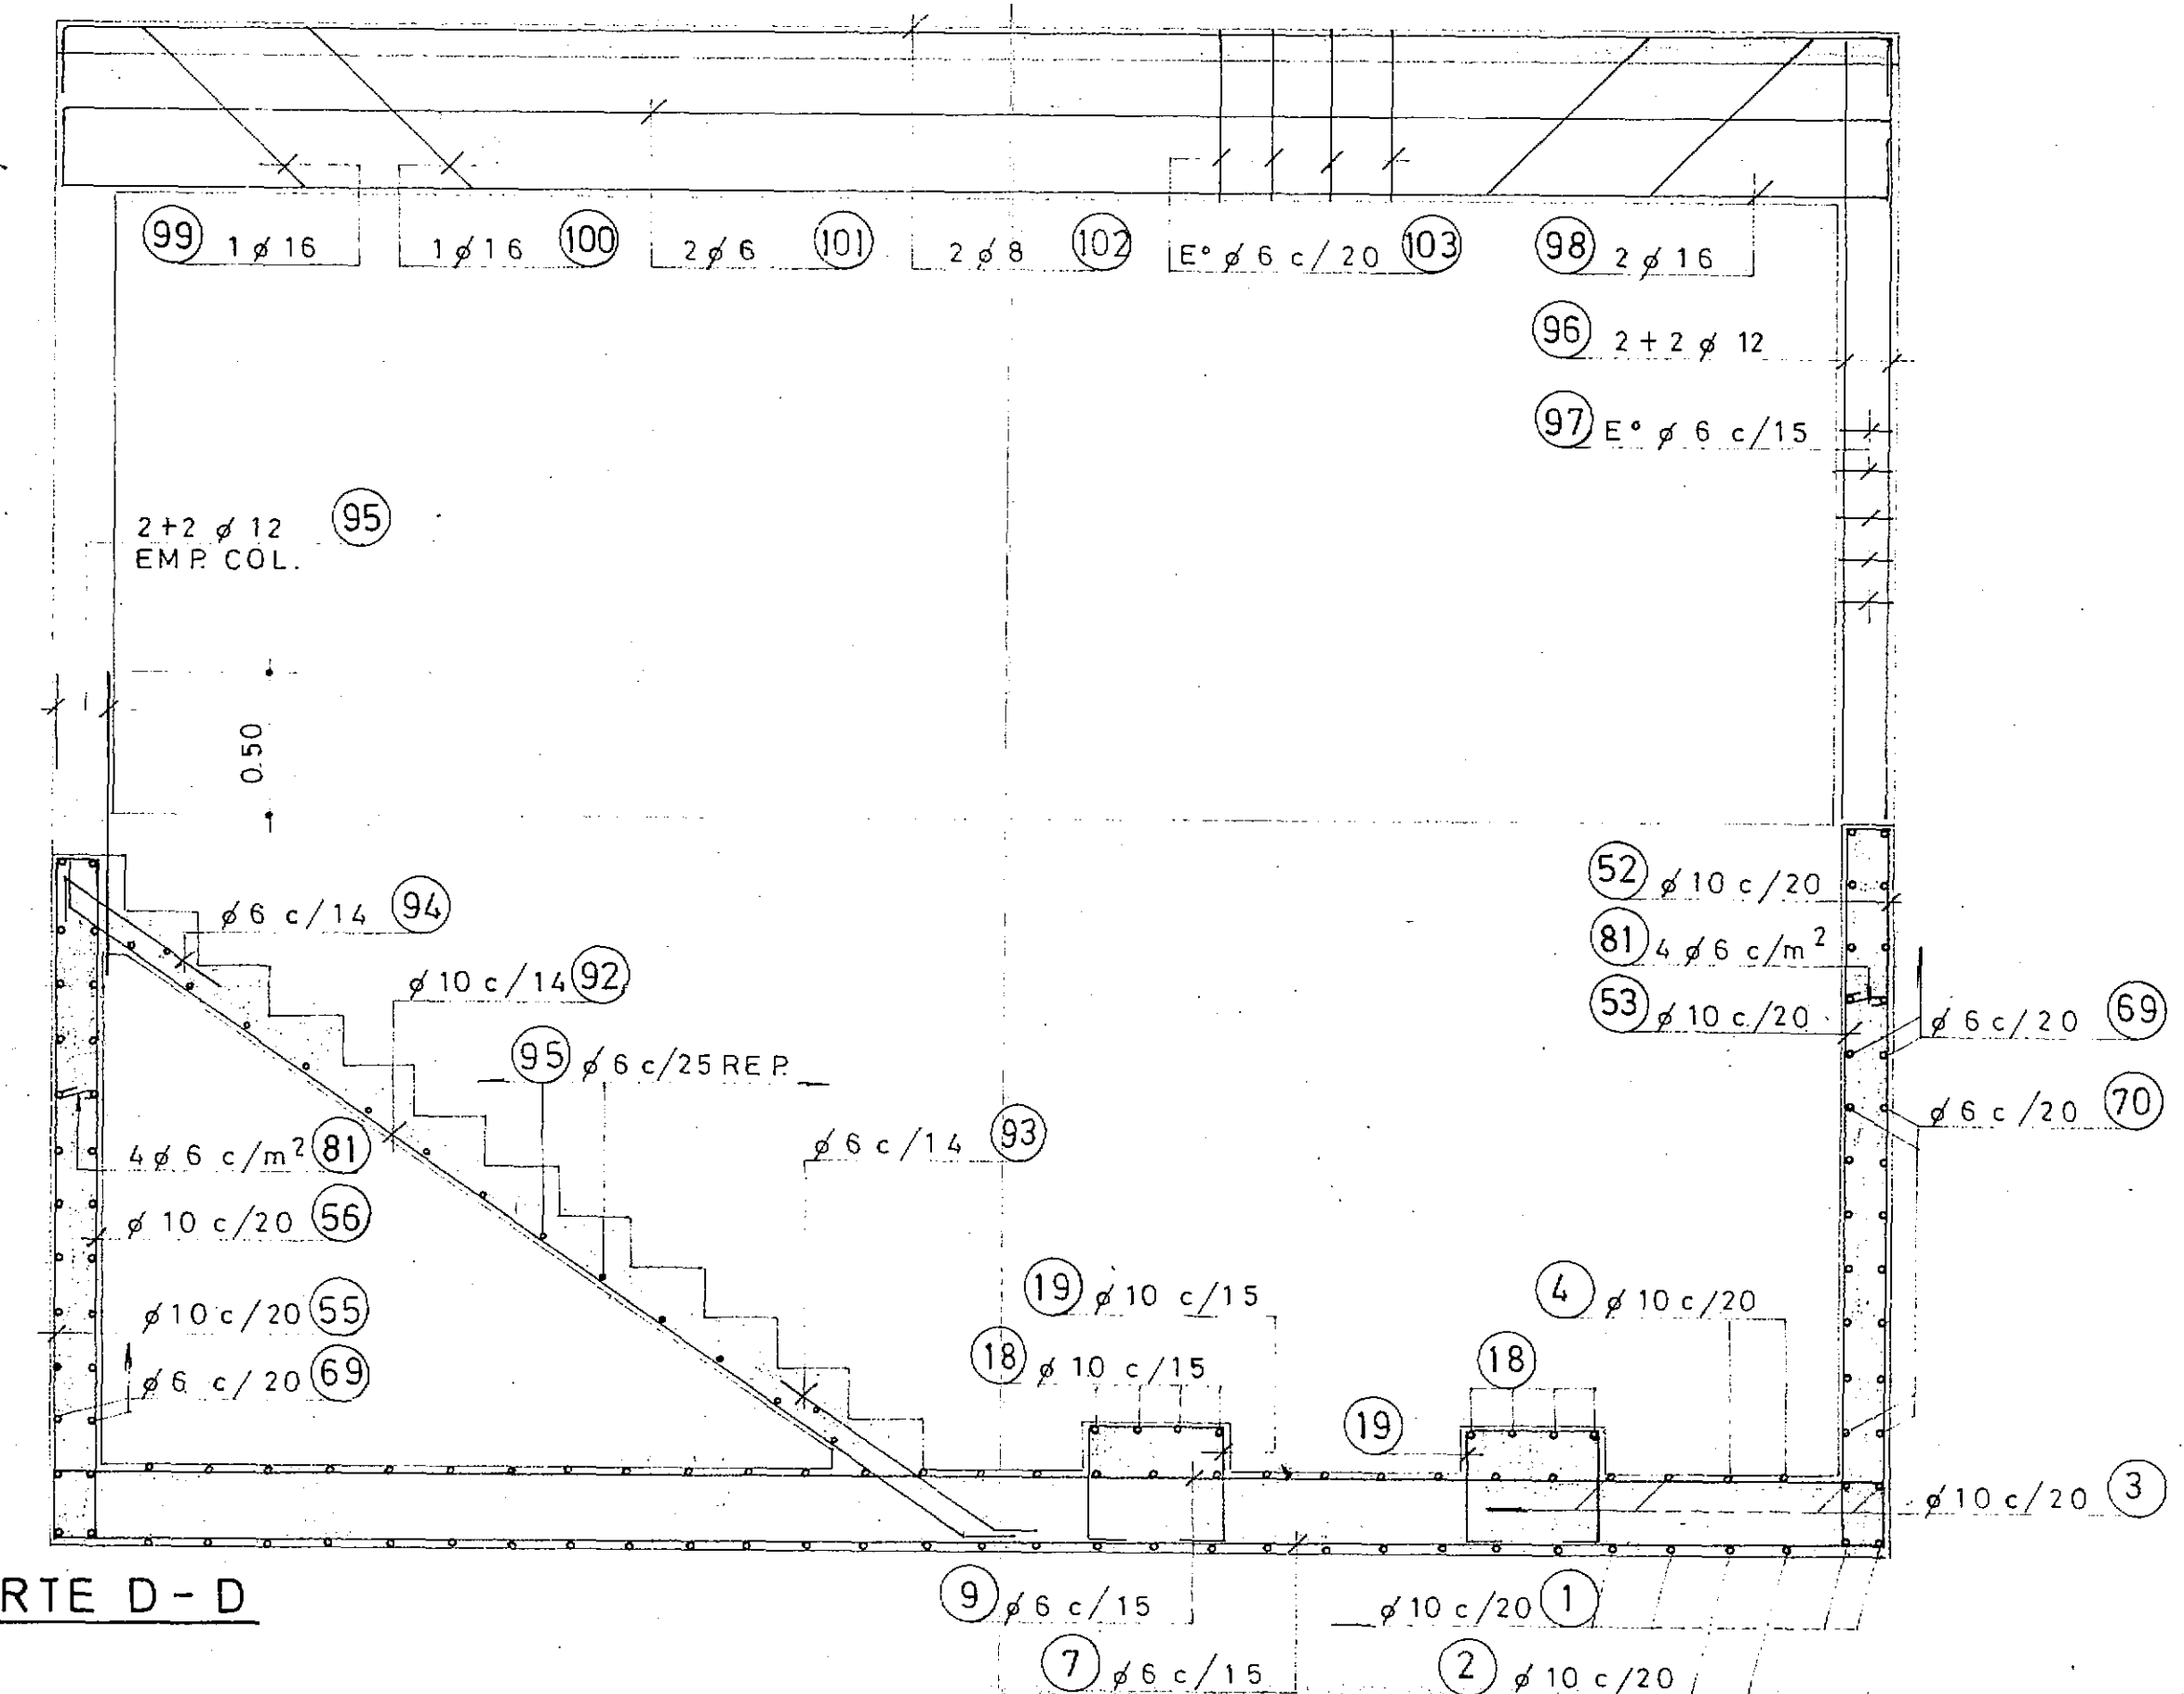 99 1 ø 16
1 ø 16 100
2 ø 6 101
2 ø 8 102
E° ø 6 c/20 103
98 2 ø 16
96 2 + 2 ø 12
97 E° ø 6 c/15
2+2 ø 12 95
EMP. COL.
0.50
ø 6 c/14 94
ø 10 c/14 92
95 ø 6 c/25 REP.
ø 6 c/14 93
52 ø 10 c/20
81 4 ø 6 c/m²
53 ø 10 c/20
ø 6 c/20 69
ø 6 c/20 70
4 ø 6 c/m² 81
ø 10 c/20 56
ø 10 c/20 55
ø 6 c/20 69
19 ø 10 c/15
18 ø 10 c/15
4 ø 10 c/20
18
19
ø 10 c/20 3
RTE D-D
9 ø 6 c/15
ø 10 c/20 1
7 ø 6 c/15
2 ø 10 c/20